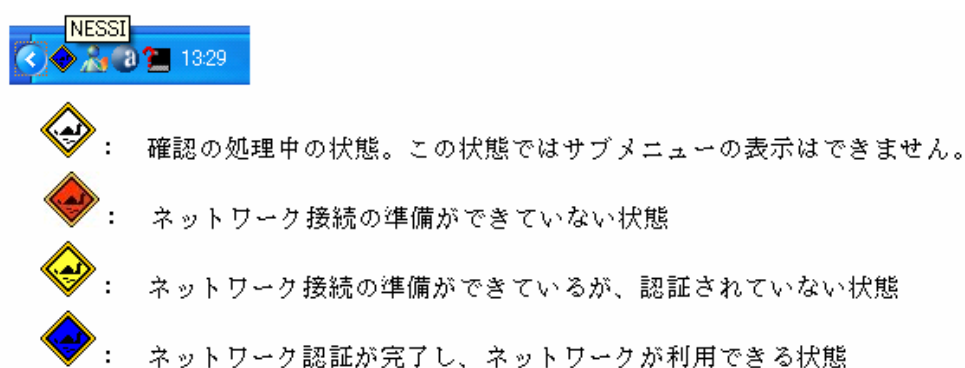 NESSI
13:29
： 確認の処理中の状態。この状態ではサブメニューの表示はできません。
： ネットワーク接続の準備ができていない状態
： ネットワーク接続の準備ができているが、認証されていない状態
： ネットワーク認証が完了し、ネットワークが利用できる状態